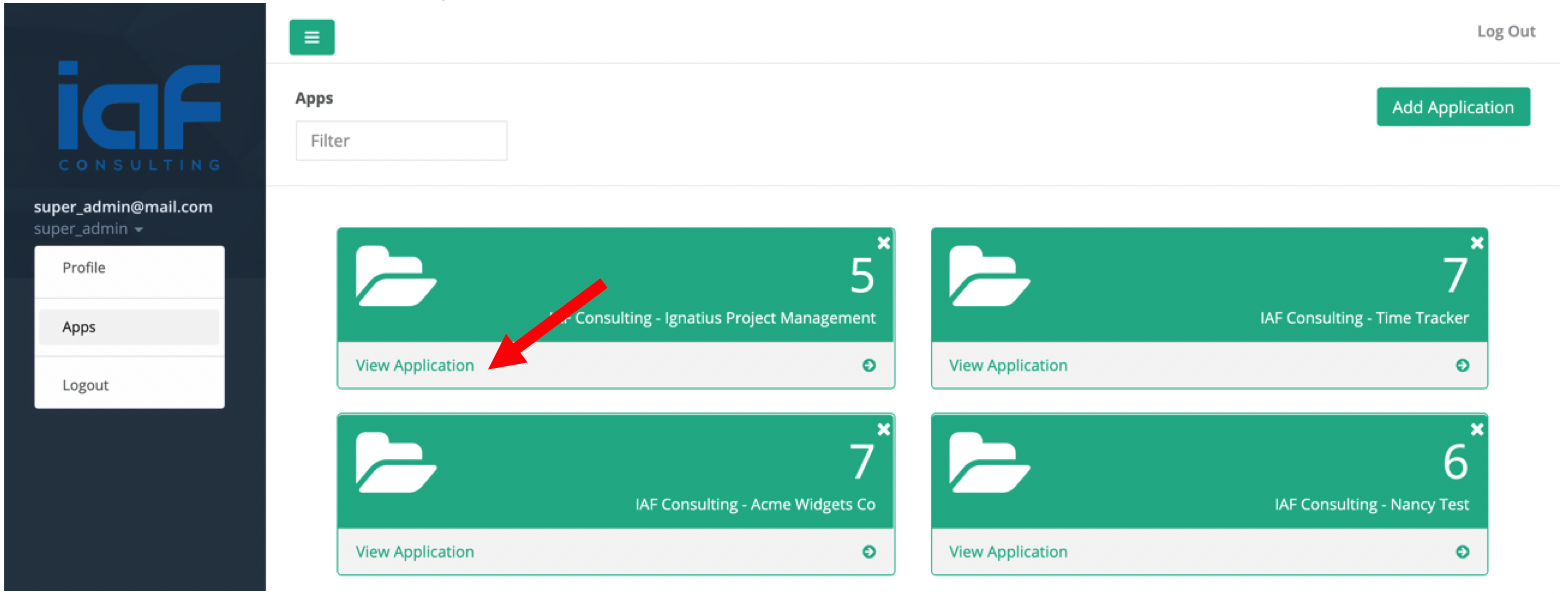 iaf
CONSULTING
super_admin@mail.com
super_admin
Profile
Apps
Logout
Log Out
Apps
Filter
Add Application
5
Consulting - Ignatius Project Management
View Application
7
IAF Consulting - Time Tracker
View Application
7
IAF Consulting - Acme Widgets Co
View Application
6
IAF Consulting - Nancy Test
View Application